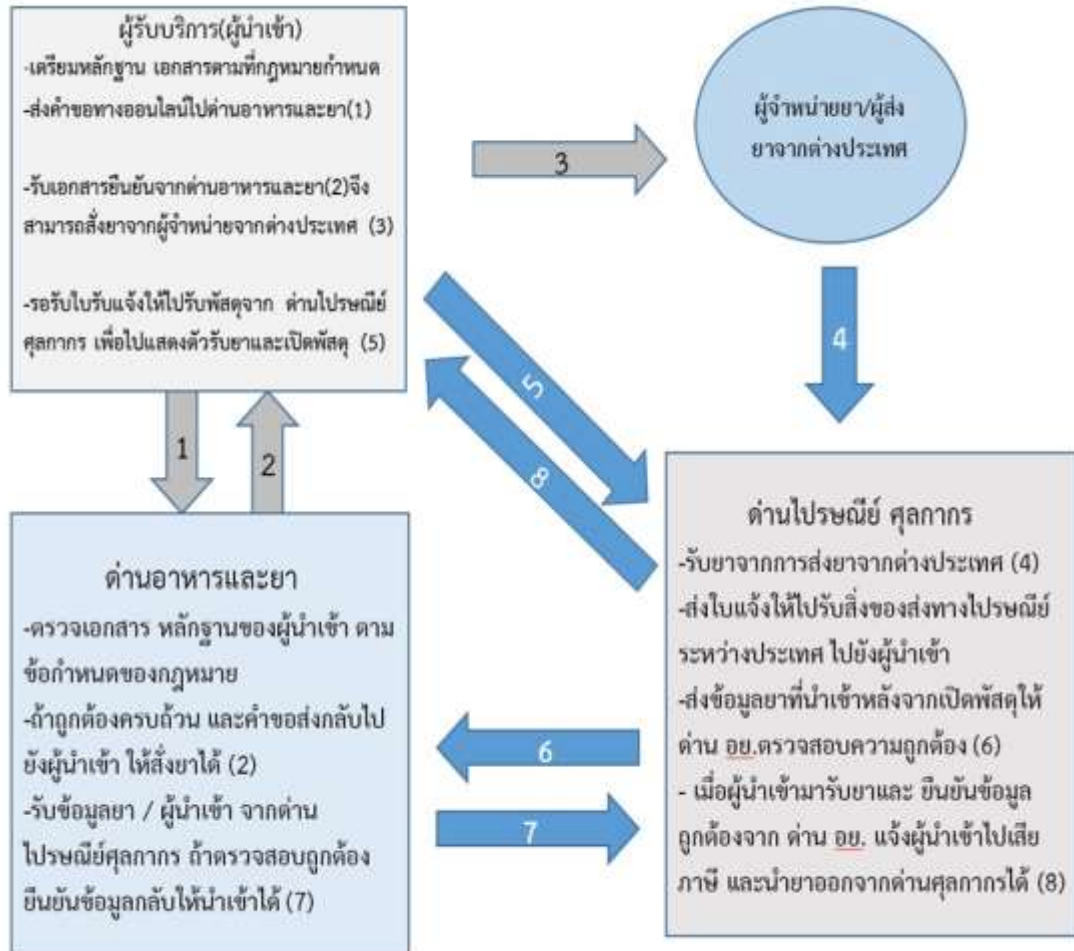 ผู้รับบริการ(ผู้นำเข้า)
-เตรียมหลักฐาน เอกสารตามที่กฎหมายกำหนด
-ส่งคำขอทางออนไลน์ไปด่านอาหารและยา(1)
-รับเอกสารยืนยันจากด่านอาหารและยา(2)จึง
สามารถสั่งยาจากผู้จำหน่ายจากต่างประเทศ (3)
-รอรับใบรับแจ้งให้ไปรับพัสดุจาก ด่านไปรษณีย์
ศุลกากร เพื่อไปแสดงตัวรับยาและเปิดพัสดุ (5)
3
ผู้จำหน่ายยา/ผู้ส่ง
ยาจากต่างประเทศ
4
5
8
1
2
ด่านอาหารและยา
-ตรวจเอกสาร หลักฐานของผู้นำเข้า ตาม
ข้อกำหนดของกฎหมาย
-ถ้าถูกต้องครบถ้วน และคำขอส่งกลับไป
ยังผู้นำเข้า ให้สั่งยาได้ (2)
-รับข้อมูลยา / ผู้นำเข้า จากด่าน
ไปรษณีย์ศุลกากร ถ้าตรวจสอบถูกต้อง
ยืนยันข้อมูลกลับให้นำเข้าได้ (7)
6
7
ด่านไปรษณีย์ ศุลกากร
-รับยาจากการส่งยาจากต่างประเทศ (4)
-ส่งใบแจ้งให้ไปรับสิ่งของส่งทางไปรษณีย์
ระหว่างประเทศ ไปยังผู้นำเข้า
-ส่งข้อมูลยาที่นำเข้าหลังจากเปิดพัสดุให้
ด่าน อย.ตรวจสอบความถูกต้อง (6)
- เมื่อผู้นำเข้ามารับยาและ ยืนยันข้อมูล
ถูกต้องจาก ด่าน อย. แจ้งผู้นำเข้าไปเสีย
ภาษี และนำยาออกจากด่านศุลกากรได้ (8)